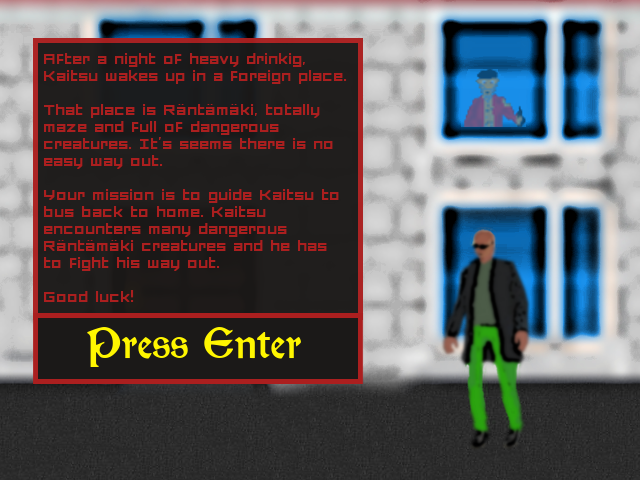 After a night of heavy drinkig,
Kaitsu wakes up in a foreign place.
That place is Räntämäki, totally
maze and full of dangerous
creatures. It's seems there is no
easy way out.
Your mission is to guide Kaitsu to
bus back to home. Kaitsu
encounters many dangerous
Räntämäki creatures and he has
to fight his way out.
Good luck!
Press Enter